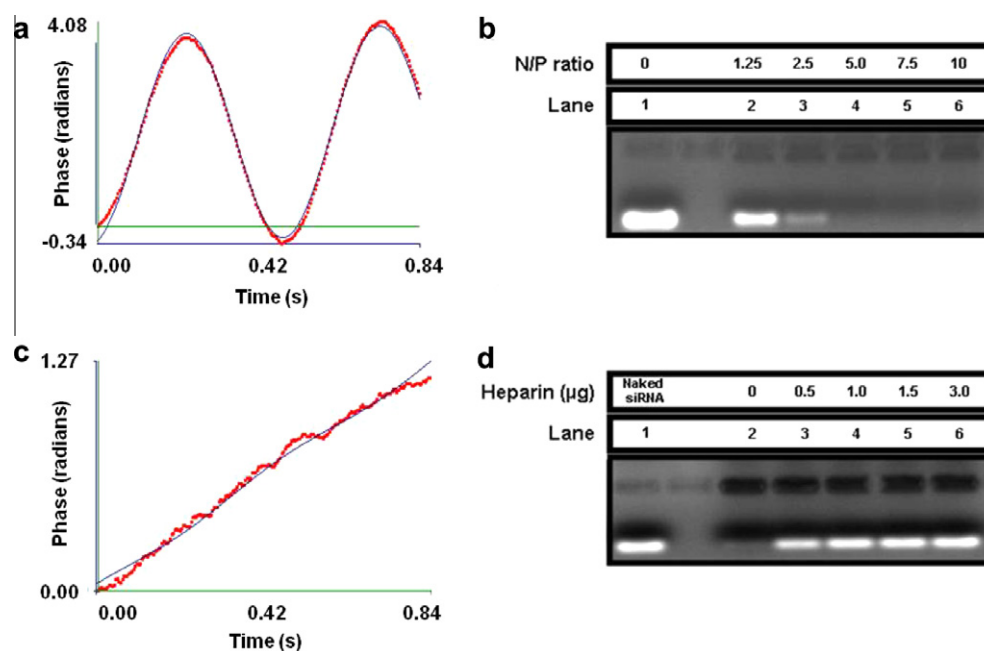 a
4.08
Phase (radians)
-0.34
0.00 0.42 0.84
Time (s)
b
N/P ratio 0 1.25 2.5 5.0 7.5 10
Lane 1 2 3 4 5 6
c
1.27
Phase (radians)
0.00
0.00 0.42 0.84
Time (s)
d
Heparin (µg) Naked siRNA 0 0.5 1.0 1.5 3.0
Lane 1 2 3 4 5 6